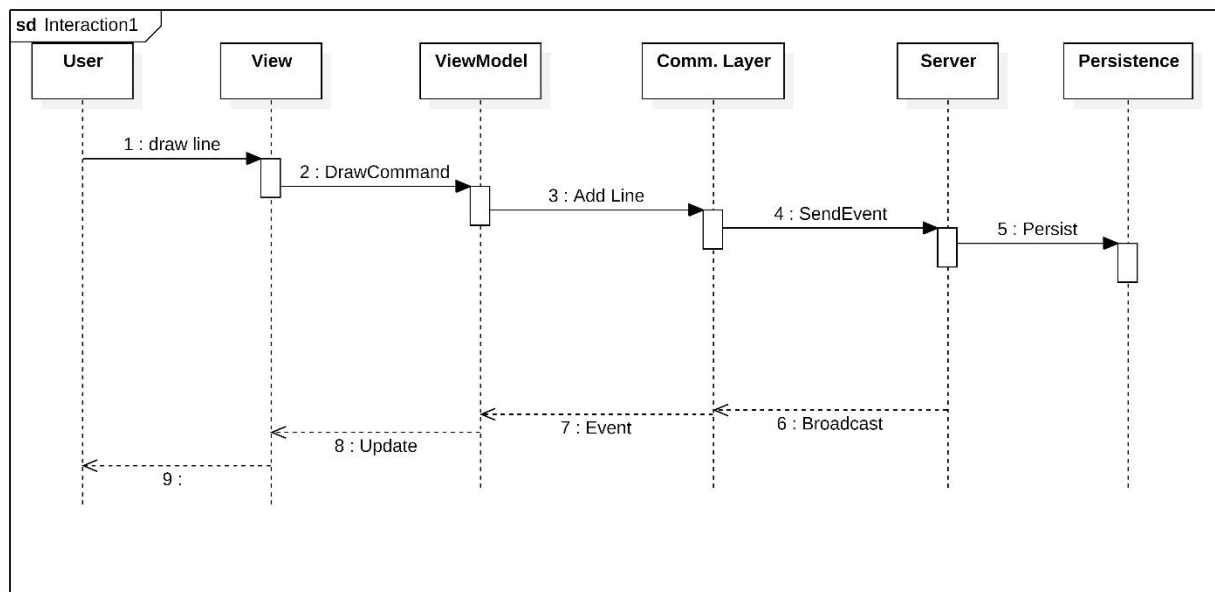 sd Interaction1
User
View
ViewModel
Comm. Layer
Server
Persistence
1 : draw line
2 : DrawCommand
3 : Add Line
4 : SendEvent
5 : Persist
6 : Broadcast
7 : Event
8 : Update
9 :